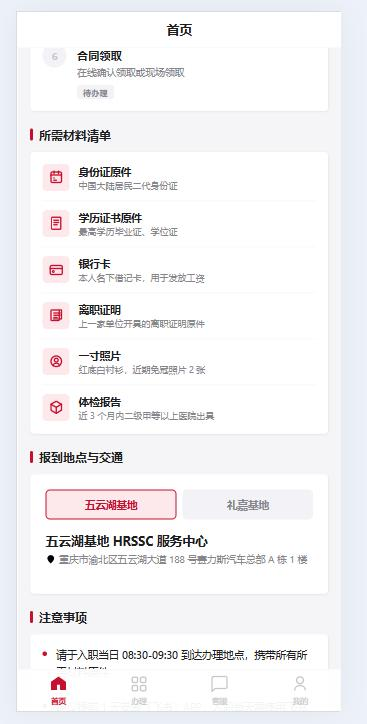 首页
6
合同领取
在线确认领取或现场领取
待办理
所需材料清单
身份证原件
中国大陆居民二代身份证
学历证书原件
最高学历毕业证、学位证
银行卡
本人名下借记卡，用于发放工资
离职证明
上一家单位开具的离职证明原件
一寸照片
红底白衬衫，近期免冠照片 2 张
体检报告
近 3 个月内二级甲等以上医院出具
报到地点与交通
五云湖基地
礼嘉基地
五云湖基地 HRSSC 服务中心
重庆市渝北区五云湖大道 188 号赛力斯汽车总部 A 栋 1 楼
注意事项
请于入职当日 08:30-09:30 到达办理地点，携带所有所
首页
办理
客服
我的